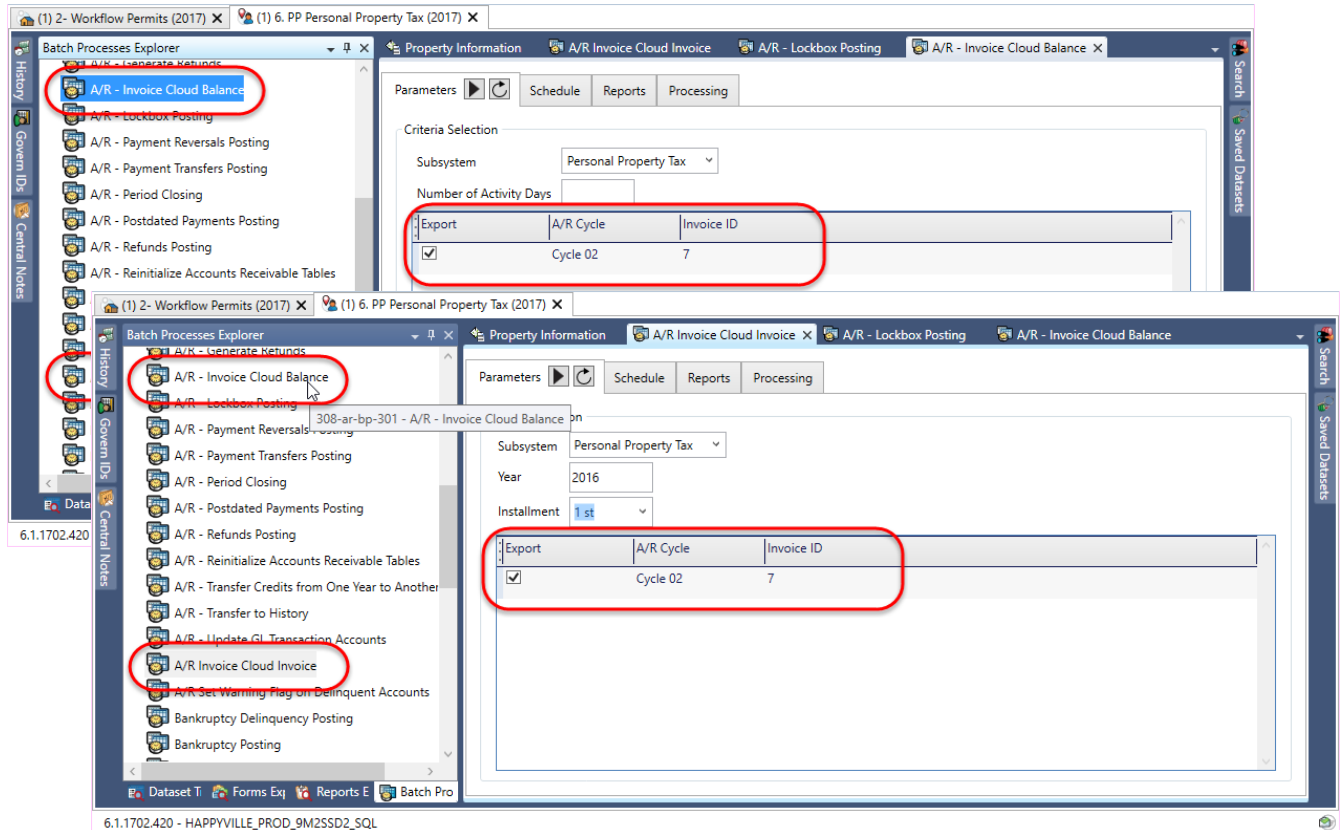 (1) 2- Workflow Permits (2017) X (1) 6. PP Personal Property Tax (2017) X
Batch Processes Explorer
Property Information A/R Invoice Cloud Invoice A/R - Lockbox Posting A/R - Invoice Cloud Balance X
History
Govern IDs
Central Notes
A/R - Generate Refunds
A/R - Invoice Cloud Balance
A/R - Lockbox Posting
A/R - Payment Reversals Posting
A/R - Payment Transfers Posting
A/R - Period Closing
A/R - Postdated Payments Posting
A/R - Refunds Posting
A/R - Reinitialize Accounts Receivable Tables
Parameters Schedule Reports Processing
Criteria Selection
Subsystem Personal Property Tax
Number of Activity Days
Export A/R Cycle Invoice ID
Cycle 02 7
Search
Saved Datasets
Data
6.1.1702.420
(1) 2- Workflow Permits (2017) X (1) 6. PP Personal Property Tax (2017) X
Batch Processes Explorer
Property Information A/R Invoice Cloud Invoice X A/R - Lockbox Posting A/R - Invoice Cloud Balance
History
Govern IDs
Central Notes
A/R - Generate Refunds
A/R - Invoice Cloud Balance
A/R - Lockbox Posting
308-ar-bp-301 - A/R - Invoice Cloud Balance
A/R - Payment Reversals Posting
A/R - Payment Transfers Posting
A/R - Period Closing
A/R - Postdated Payments Posting
A/R - Refunds Posting
A/R - Reinitialize Accounts Receivable Tables
A/R - Transfer Credits from One Year to Another
A/R - Transfer to History
A/R - Update GL Transaction Accounts
A/R Invoice Cloud Invoice
A/R Set Warning Flag on Delinquent Accounts
Bankruptcy Delinquency Posting
Bankruptcy Posting
Dataset T Forms Exp Reports E Batch Pro
Parameters Schedule Reports Processing
on
Subsystem Personal Property Tax
Year 2016
Installment 1 st
Export A/R Cycle Invoice ID
Cycle 02 7
Search
Saved Datasets
6.1.1702.420 - HAPPYVILLE_PROD_9M2SSD2_SQL